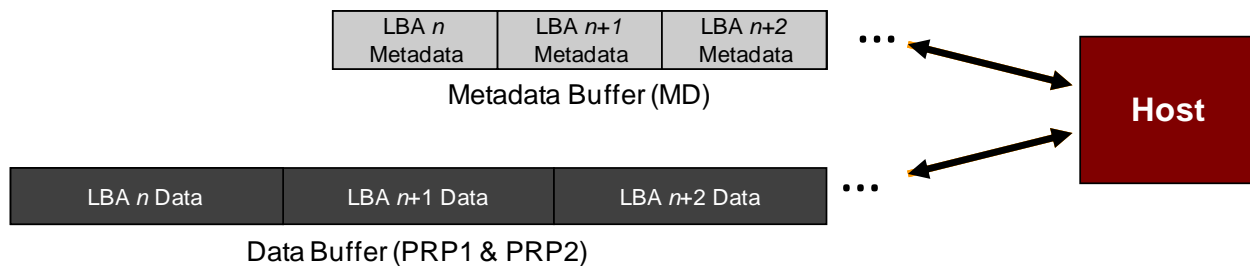 LBA n
Metadata
LBA n+1
Metadata
LBA n+2
Metadata
...
Metadata Buffer (MD)
Host
LBA n Data
LBA n+1 Data
LBA n+2 Data
...
Data Buffer (PRP1 & PRP2)